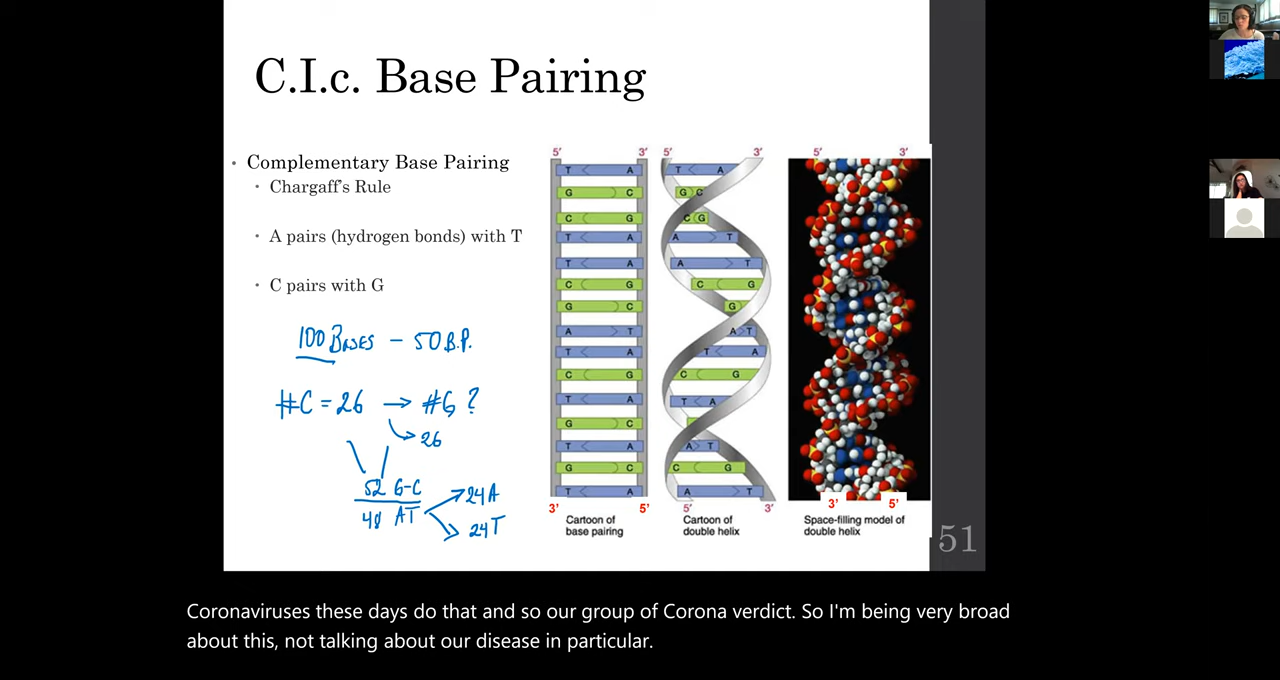 C.I.c. Base Pairing
• Complementary Base Pairing
• Chargaff's Rule
• A pairs (hydrogen bonds) with T
• C pairs with G
100 BASES – 50 B.P.
#C = 26 → #G ?
26
52 G-C
48 AT
24A
24T
5' 3' 5' 3' 5' 3'
T A T A
G C G C
C G C G
T A A T
T A A T
C G C G
G C G
A T A T
T A T A
C G C G
T A T A
G C
T A A T
G C C G
T A A T
3' 5' 5' 3' 3' 5'
Cartoon of
base pairing
Cartoon of
double helix
Space-filling model of
double helix
51
Coronaviruses these days do that and so our group of Corona verdict. So I'm being very broad
about this, not talking about our disease in particular.